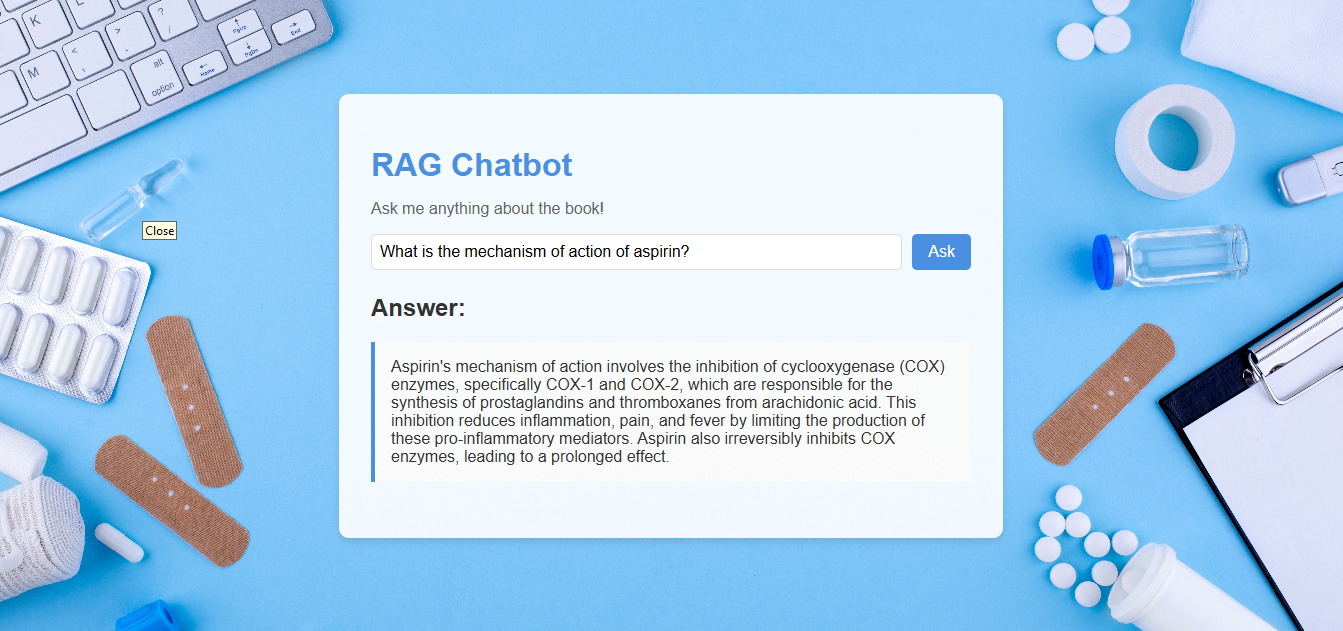 K
L
?
/
>
.
<
,
M
alt
option
PgUp
PgDn
Home
End
RAG Chatbot
Ask me anything about the book!
Close
What is the mechanism of action of aspirin?
Ask
Answer:
Aspirin's mechanism of action involves the inhibition of cyclooxygenase (COX)
enzymes, specifically COX-1 and COX-2, which are responsible for the
synthesis of prostaglandins and thromboxanes from arachidonic acid. This
inhibition reduces inflammation, pain, and fever by limiting the production of
these pro-inflammatory mediators. Aspirin also irreversibly inhibits COX
enzymes, leading to a prolonged effect.